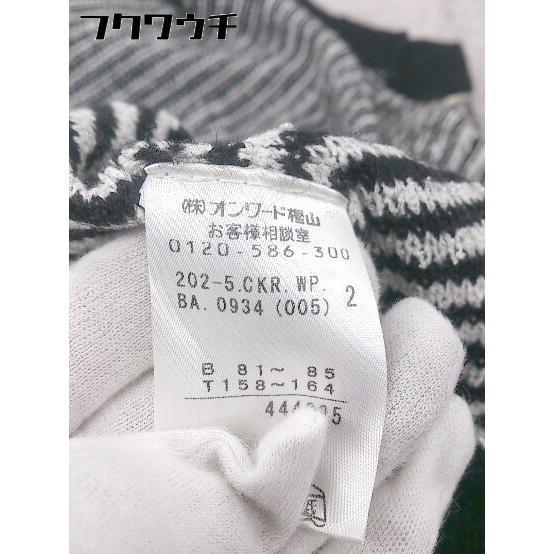 フクワウチ
(株)オンワード樫山
お客様相談室
0120-586-300
202-5.CKR.WP.
BA.0934 (005) 2
B 81～ 85
T 158～164